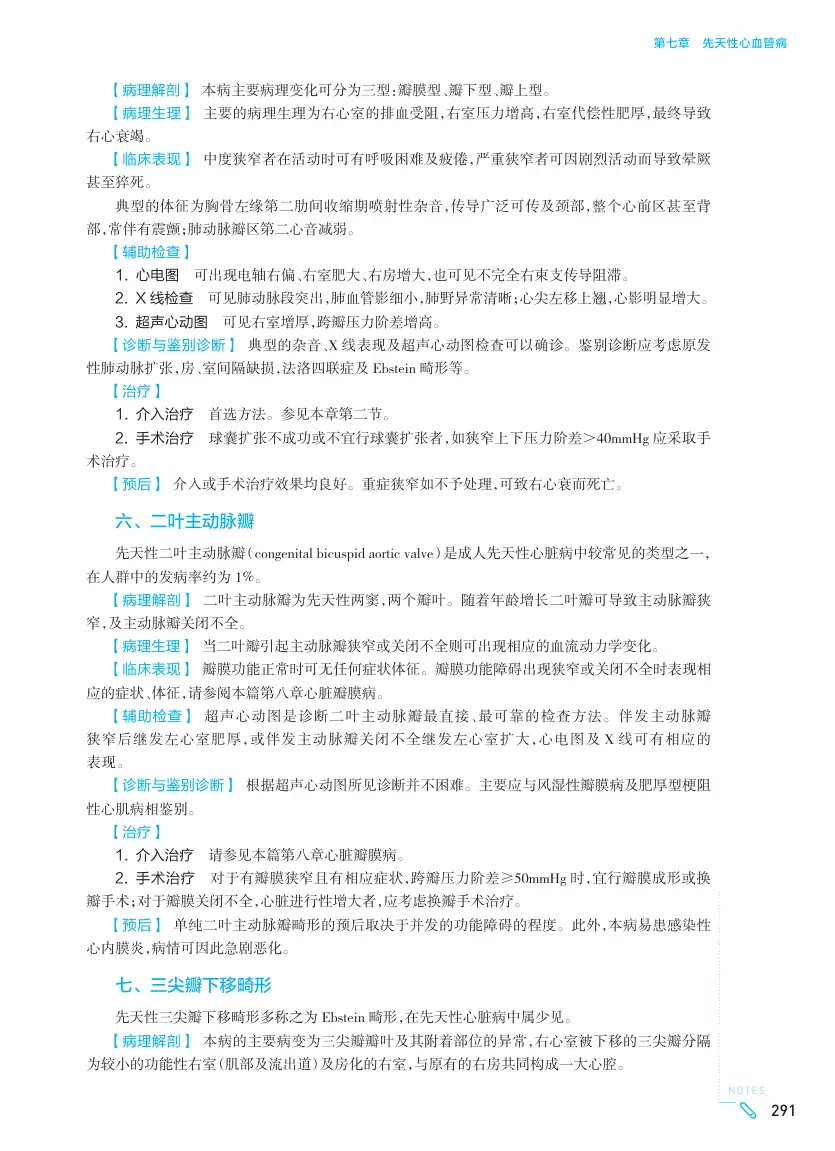 第七章 先天性心血管病
【病理解剖】 本病主要病理变化可分为三型:瓣膜型、瓣下型、瓣上型。
【病理生理】 主要的病理生理为右心室的排血受阻,右室压力增高,右室代偿性肥厚,最终导致
右心衰竭。
【临床表现】 中度狭窄者在活动时可有呼吸困难及疲倦,严重狭窄者可因剧烈活动而导致晕厥
甚至猝死。
典型的体征为胸骨左缘第二肋间收缩期喷射性杂音,传导广泛可传及颈部,整个心前区甚至背
部,常伴有震颤;肺动脉瓣区第二心音减弱。
【辅助检查】
1. 心电图 可出现电轴右偏、右室肥大、右房增大,也可见不完全右束支传导阻滞。
2. X 线检查 可见肺动脉段突出,肺血管影细小,肺野异常清晰;心尖左移上翘,心影明显增大。
3. 超声心动图 可见右室增厚,跨瓣压力阶差增高。
【诊断与鉴别诊断】 典型的杂音、X 线表现及超声心动图检查可以确诊。鉴别诊断应考虑原发
性肺动脉扩张,房、室间隔缺损,法洛四联症及 Ebstein 畸形等。
【治疗】
1. 介入治疗 首选方法。参见本章第二节。
2. 手术治疗 球囊扩张不成功或不宜行球囊扩张者,如狭窄上下压力阶差>40mmHg 应采取手
术治疗。
【预后】 介入或手术治疗效果均良好。重症狭窄如不予处理,可致右心衰而死亡。
六、二叶主动脉瓣
先天性二叶主动脉瓣(congenital bicuspid aortic valve)是成人先天性心脏病中较常见的类型之一,
在人群中的发病率约为 1%。
【病理解剖】 二叶主动脉瓣为先天性两窦,两个瓣叶。随着年龄增长二叶瓣可导致主动脉瓣狭
窄,及主动脉瓣关闭不全。
【病理生理】 当二叶瓣引起主动脉瓣狭窄或关闭不全则可出现相应的血流动力学变化。
【临床表现】 瓣膜功能正常时可无任何症状体征。瓣膜功能障碍出现狭窄或关闭不全时表现相
应的症状、体征,请参阅本篇第八章心脏瓣膜病。
【辅助检查】 超声心动图是诊断二叶主动脉瓣最直接、最可靠的检查方法。伴发主动脉瓣
狭窄后继发左心室肥厚,或伴发主动脉瓣关闭不全继发左心室扩大,心电图及 X 线可有相应的
表现。
【诊断与鉴别诊断】 根据超声心动图所见诊断并不困难。主要应与风湿性瓣膜病及肥厚型梗阻
性心肌病相鉴别。
【治疗】
1. 介入治疗 请参见本篇第八章心脏瓣膜病。
2. 手术治疗 对于有瓣膜狭窄且有相应症状,跨瓣压力阶差≥50mmHg 时,宜行瓣膜成形或换
瓣手术;对于瓣膜关闭不全,心脏进行性增大者,应考虑换瓣手术治疗。
【预后】 单纯二叶主动脉瓣畸形的预后取决于并发的功能障碍的程度。此外,本病易患感染性
心内膜炎,病情可因此急剧恶化。
七、三尖瓣下移畸形
先天性三尖瓣下移畸形多称之为 Ebstein 畸形,在先天性心脏病中属少见。
【病理解剖】 本病的主要病变为三尖瓣瓣叶及其附着部位的异常,右心室被下移的三尖瓣分隔
为较小的功能性右室(肌部及流出道)及房化的右室,与原有的右房共同构成一大心腔。
NOTES
291